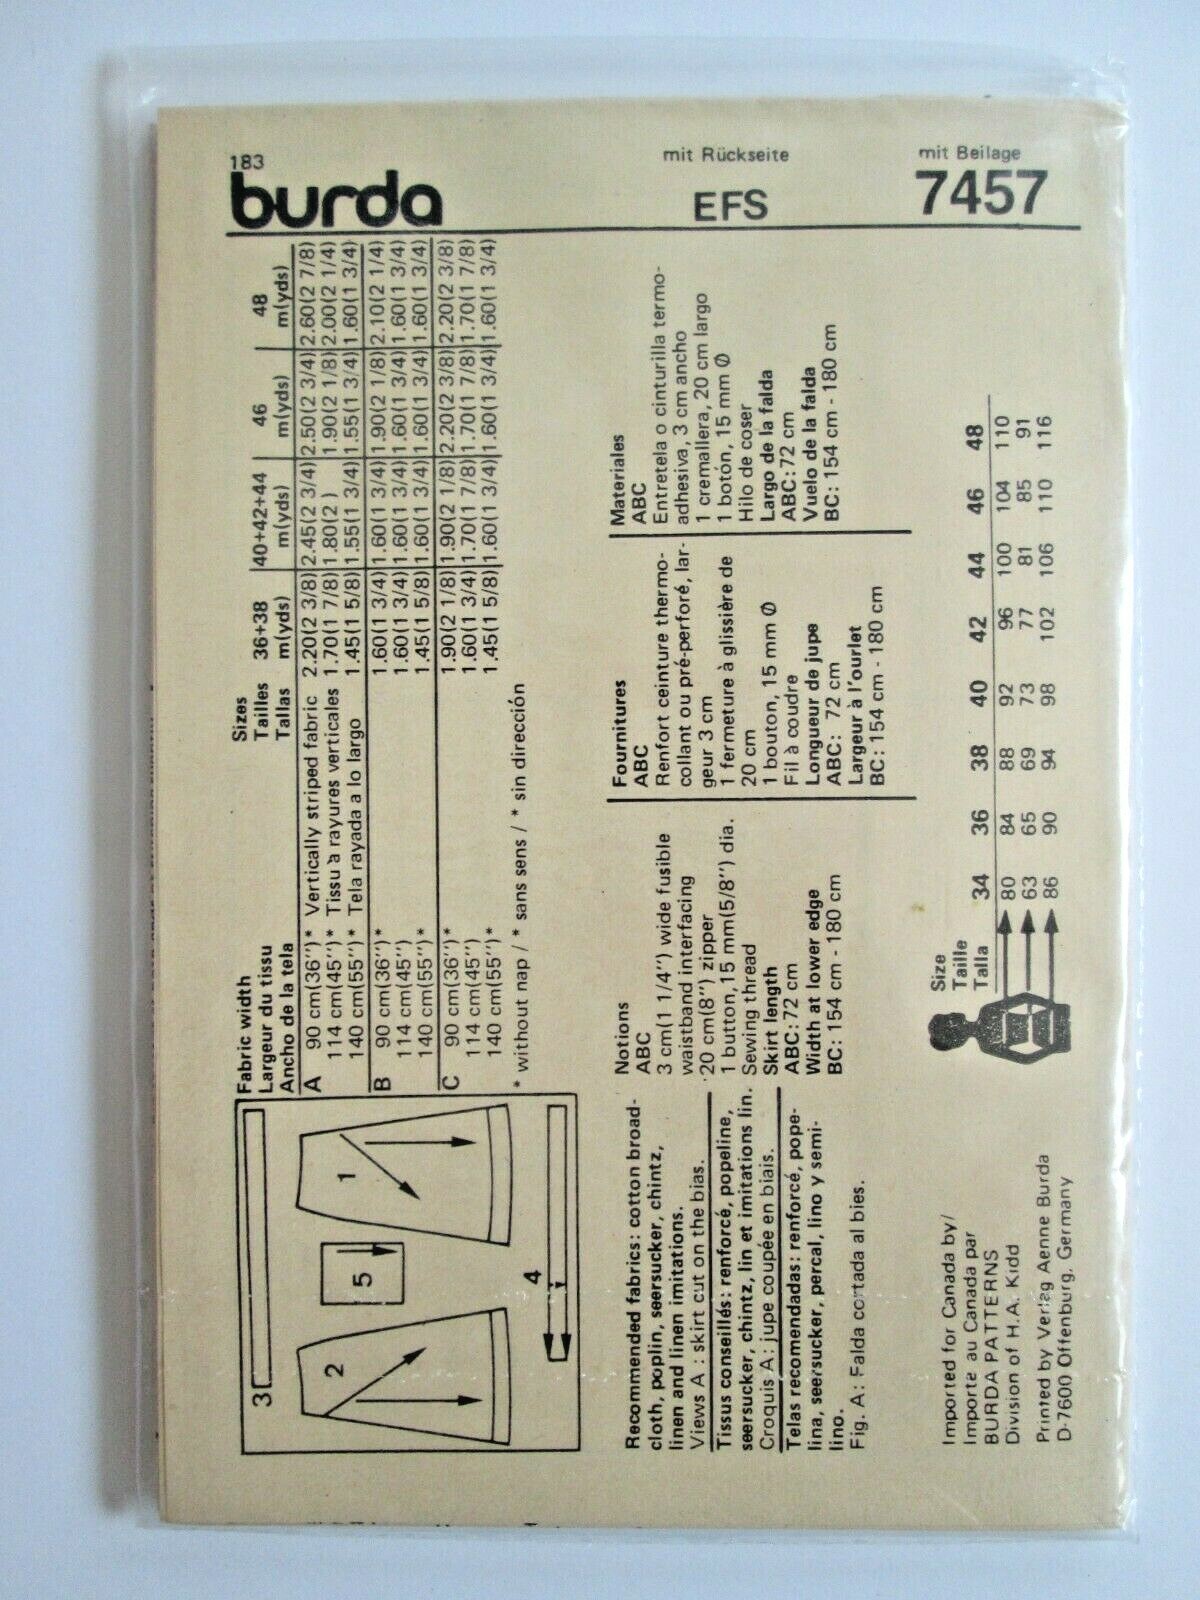 183
burda
mit Rückseite
EFS
mit Beilage
7457
3
2
5
1
4
Fabric width
Largeur du tissu
Ancho de la tela
Sizes
Tailles 36+38 40+42+44 46 48
Tallas m(yds) m(yds) m(yds) m(yds)
A 90 cm(36’’)* Vertically striped fabric 2.20(2 3/8) 2.45(2 3/4) 2.50(2 3/4) 2.60(2 7/8)
114 cm(45’’)* Tissu à rayures verticales 1.70(1 7/8) 1.80(2 ) 1.90(2 1/8) 2.00(2 1/4)
140 cm(55’’)* Tela rayada a lo largo 1.45(1 5/8) 1.55(1 3/4) 1.55(1 3/4) 1.60(1 3/4)
B 90 cm(36’’)* 1.60(1 3/4) 1.60(1 3/4) 1.90(2 1/8) 2.10(2 1/4)
114 cm(45’’) 1.60(1 3/4) 1.60(1 3/4) 1.60(1 3/4) 1.60(1 3/4)
140 cm(55’’)* 1.45(1 5/8) 1.60(1 3/4) 1.60(1 3/4) 1.60(1 3/4)
C 90 cm(36’’)* 1.90(2 1/8) 1.90(2 1/8) 2.20(2 3/8) 2.20(2 3/8)
114 cm(45’’) 1.60(1 3/4) 1.70(1 7/8) 1.70(1 7/8) 1.70(1 7/8)
140 cm(55’’)* 1.45(1 5/8) 1.60(1 3/4) 1.60(1 3/4) 1.60(1 3/4)
* without nap / * sans sens / * sin dirección
Recommended fabrics: cotton broad-
cloth, poplin, seersucker, chintz,
linen and linen imitations.
Views A : skirt cut on the bias.
Tissus conseillés: renforcé, popeline,
seersucker, chintz, lin et imitations lin.
Croquis A: jupe coupée en biais.
Telas recomendadas: renforcé, pope-
lina, seersucker, percal, lino y semi-
lino.
Fig. A: Falda cortada al bies.
Notions
ABC
3 cm(1 1/4’’) wide fusible
waistband interfacing
20 cm(8’’) zipper
1 button,15 mm(5/8’’) dia.
Sewing thread
Skirt length
ABC:72 cm
Width at lower edge
BC: 154 cm - 180 cm
Fournitures
ABC
Renfort ceinture thermo-
collant ou pré-perforé, lar-
geur 3 cm
1 fermeture à glissière de
20 cm
1 bouton, 15 mm Ø
Fil à coudre
Longueur de jupe
ABC: 72 cm
Largeur à l'ourlet
BC: 154 cm - 180 cm
Materiales
ABC
Entretela o cinturilla termo-
adhesiva, 3 cm ancho
1 cremallera, 20 cm largo
1 botón, 15 mm Ø
Hilo de coser
Largo de la falda
ABC:72 cm
Vuelo de la falda
BC: 154 cm - 180 cm
Imported for Canada by/
Importe au Canada par
BURDA PATTERNS
Division of H.A. Kidd
Printed by Verlag Aenne Burda
D-7600 Offenburg, Germany
Size
Taille
Talla 34 36 38 40 42 44 46 48
80 84 88 92 96 100 104 110
63 65 69 73 77 81 85 91
86 90 94 98 102 106 110 116